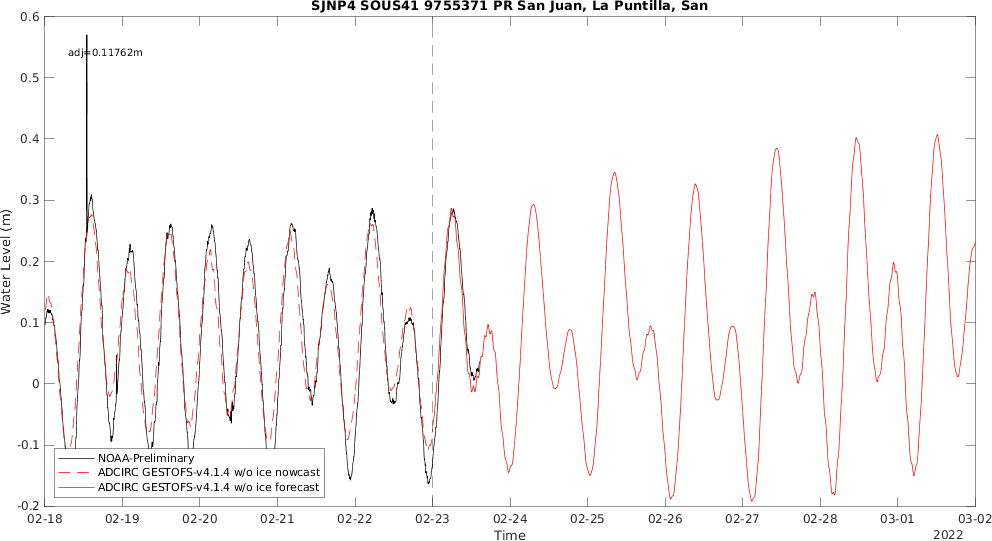 SJNP4 SOUS41 9755371 PR San Juan, La Puntilla, San
adj=0.11762m
Water Level (m)
0.6
0.5
0.4
0.3
0.2
0.1
0
-0.1
-0.2
NOAA-Preliminary
ADCIRC GESTOFS-v4.1.4 w/o ice nowcast
ADCIRC GESTOFS-v4.1.4 w/o ice forecast
02-18 02-19 02-20 02-21 02-22 02-23 02-24 02-25 02-26 02-27 02-28 03-01 03-02
Time
2022